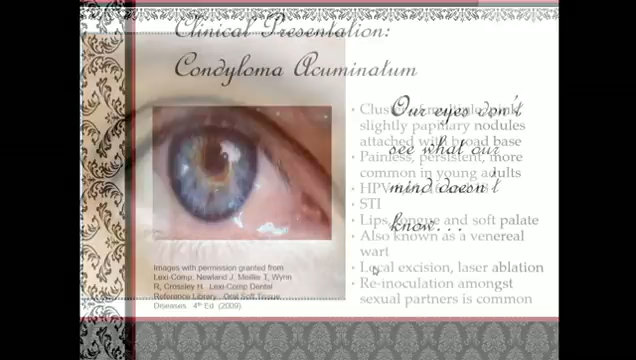 Clinical Presentation:
Condyloma Acuminatum
Our eyes don't
see what our
mind doesn't
know...
• Cluster
slightly papillary nodules
attached with broad base
• Painless, persistent, more
common in young adults
• HPV
• STI
• Lips, tongue and soft palate
• Also known as a venereal
wart
• Local excision, laser ablation
• Re-inoculation amongst
sexual partners is common
Images with permission granted from
Lexi-Comp: Newland J, Meiller T, Wynn
R, Crossley H. Lexi-Comp Dental
Reference Library, Oral Soft Tissue
Diseases. 4th Ed (2009)